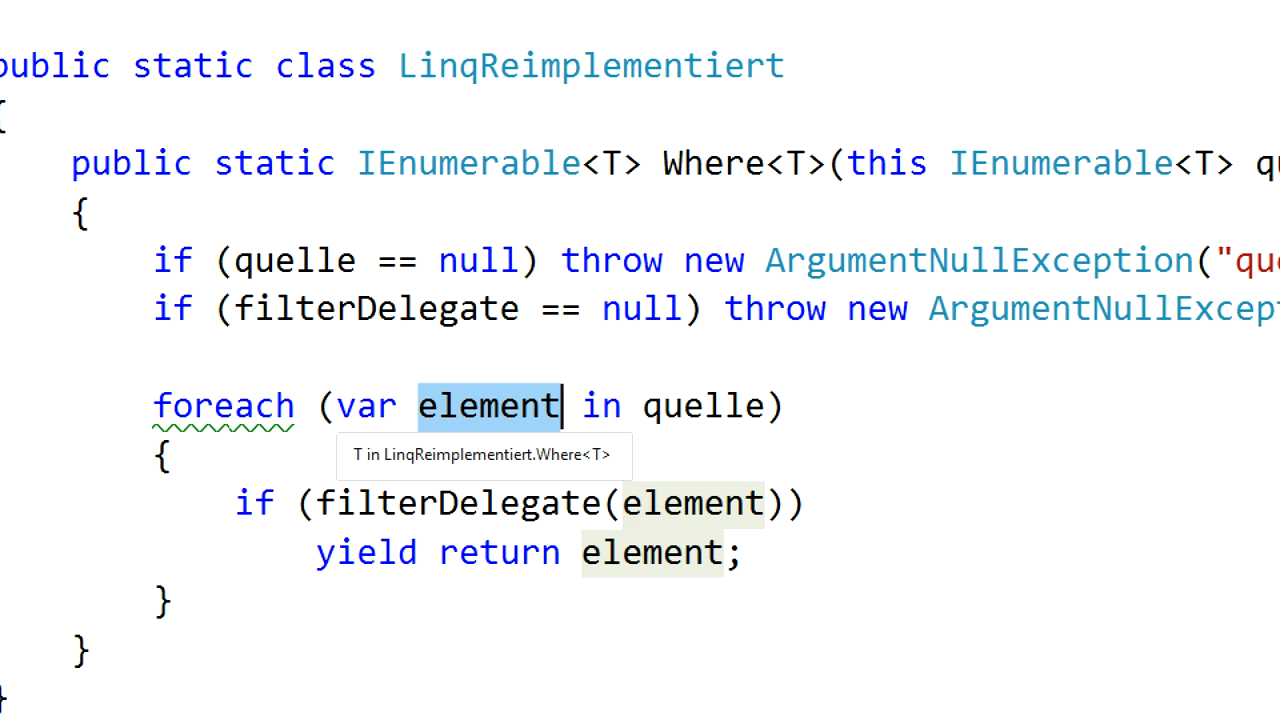 public static class LinqReimplementiert
{
public static IEnumerable<T> Where<T>(this IEnumerable<T> qu
{
if (quelle == null) throw new ArgumentNullException("que
if (filterDelegate == null) throw new ArgumentNullExcept
foreach (var element in quelle)
T in LinqReimplementiert.Where<T>
{
if (filterDelegate(element))
yield return element;
}
}
}